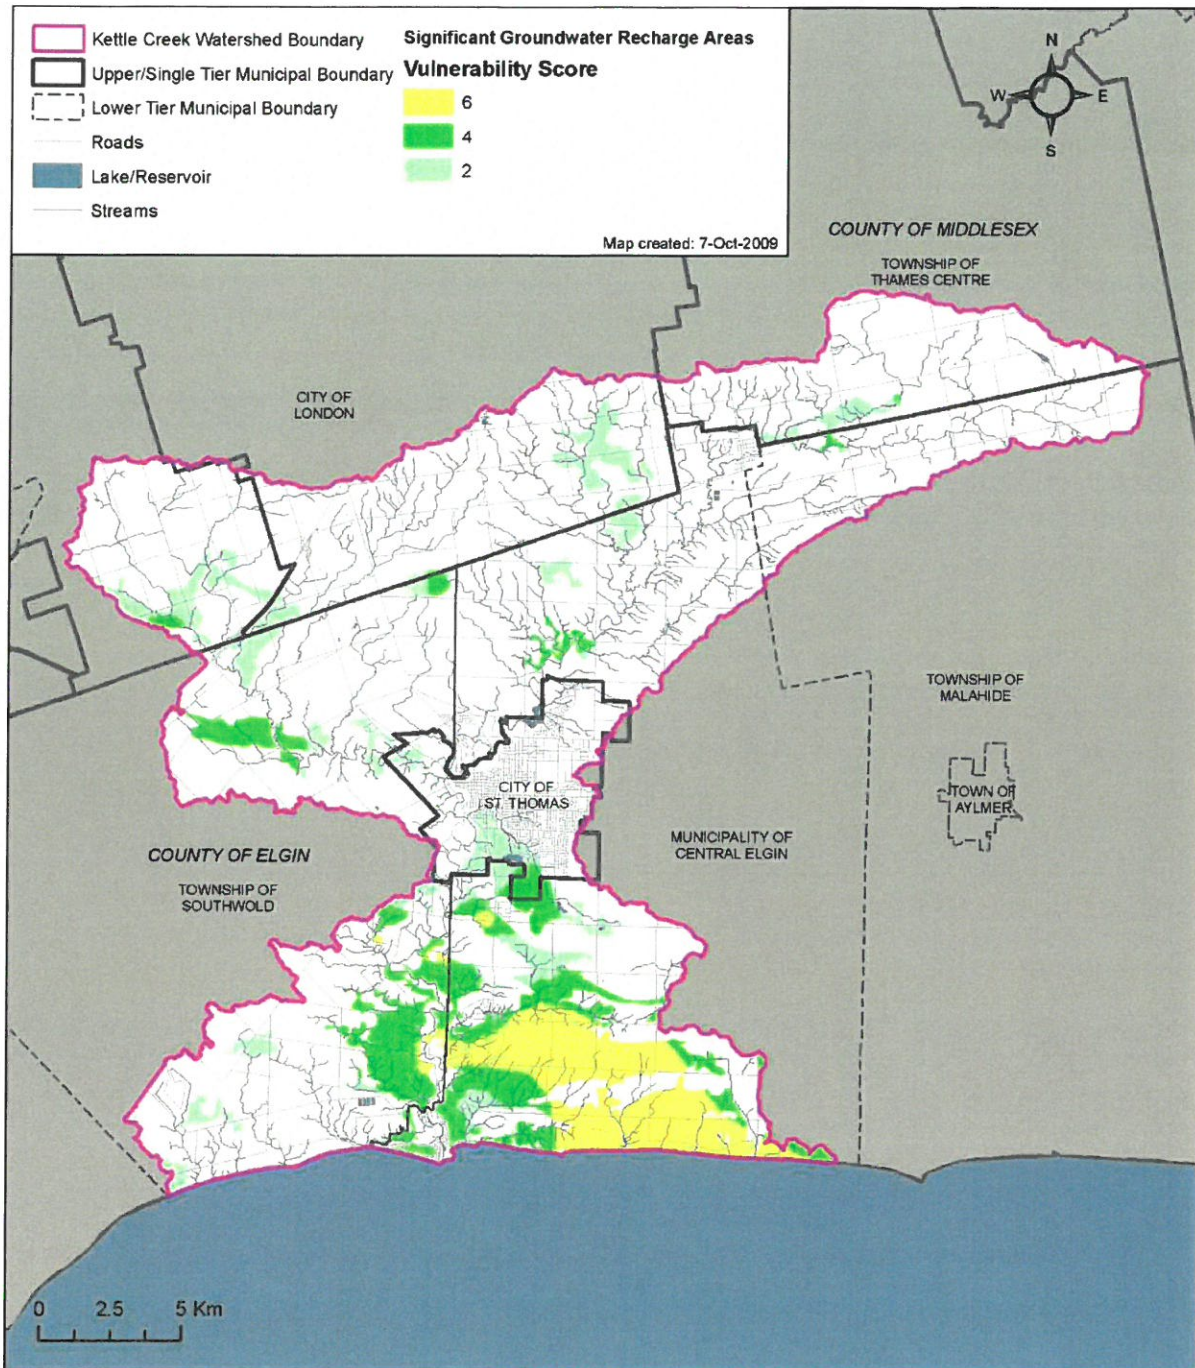 Kettle Creek Watershed Boundary
Upper/Single Tier Municipal Boundary
Lower Tier Municipal Boundary
Roads
Lake/Reservoir
Streams
Significant Groundwater Recharge Areas
Vulnerability Score
6
4
2
Map created: 7-Oct-2009
N
W
E
S
COUNTY OF MIDDLESEX
TOWNSHIP OF
THAMES CENTRE
CITY OF
LONDON
TOWNSHIP OF
MALAHIDE
TOWN OF
AYLMER
CITY OF
ST. THOMAS
MUNICIPALITY OF
CENTRAL ELGIN
COUNTY OF ELGIN
TOWNSHIP OF
SOUTHWOLD
0 2.5 5 Km